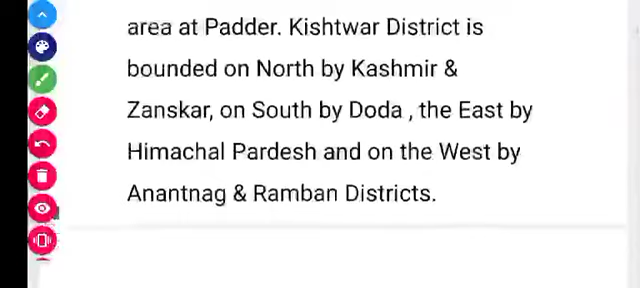 area at Padder. Kishtwar District is
bounded on North by Kashmir &
Zanskar, on South by Doda , the East by
Himachal Pardesh and on the West by
Anantnag & Ramban Districts.